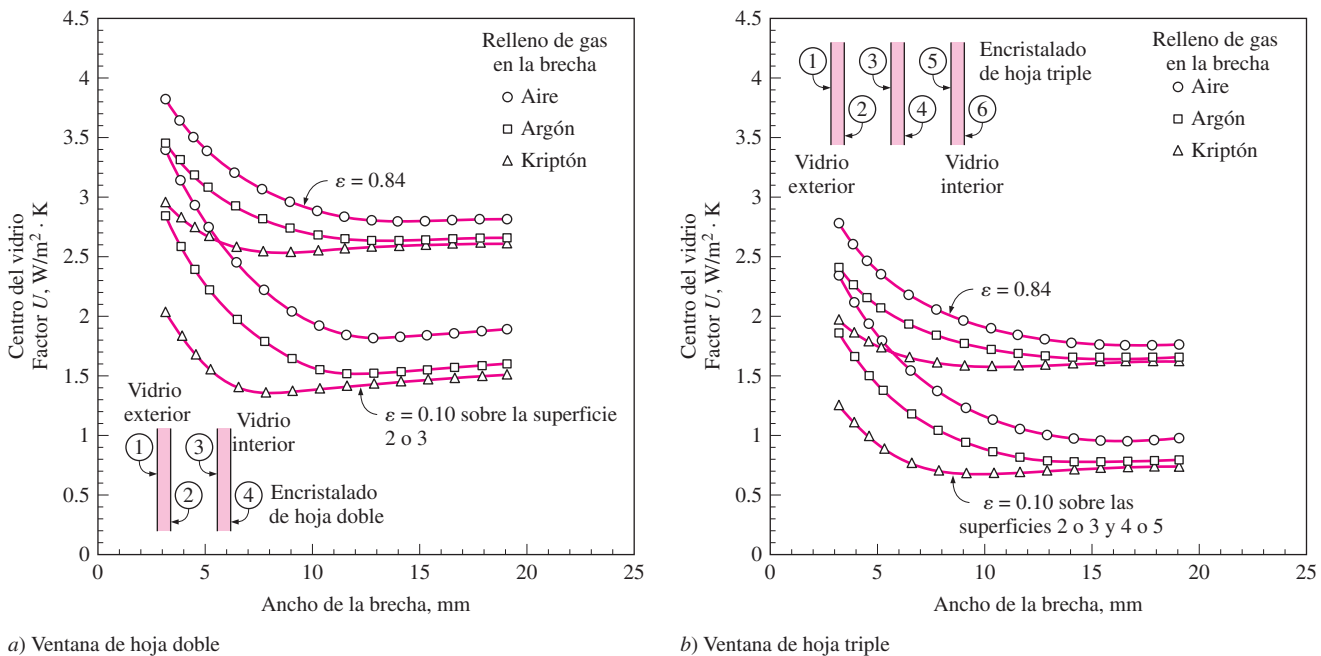 4.5
4
3.5
3
2.5
2
1.5
1
0.5
0
0
5
10
15
20
25
Centro del vidrio
Factor U, W/m² · K
Ancho de la brecha, mm
Relleno de gas
en la brecha
Aire
Argón
Kriptón
ε = 0.84
ε = 0.10 sobre la superficie
2 o 3
Vidrio
exterior
Vidrio
interior
1
3
2
4
Encristalado
de hoja doble
a) Ventana de hoja doble
4.5
4
3.5
3
2.5
2
1.5
1
0.5
0
0
5
10
15
20
25
Centro del vidrio
Factor U, W/m² · K
Ancho de la brecha, mm
1
3
5
2
4
6
Encristalado
de hoja triple
Vidrio
exterior
Vidrio
interior
Relleno de gas
en la brecha
Aire
Argón
Kriptón
ε = 0.84
ε = 0.10 sobre las
superficies 2 o 3 y 4 o 5
b) Ventana de hoja triple